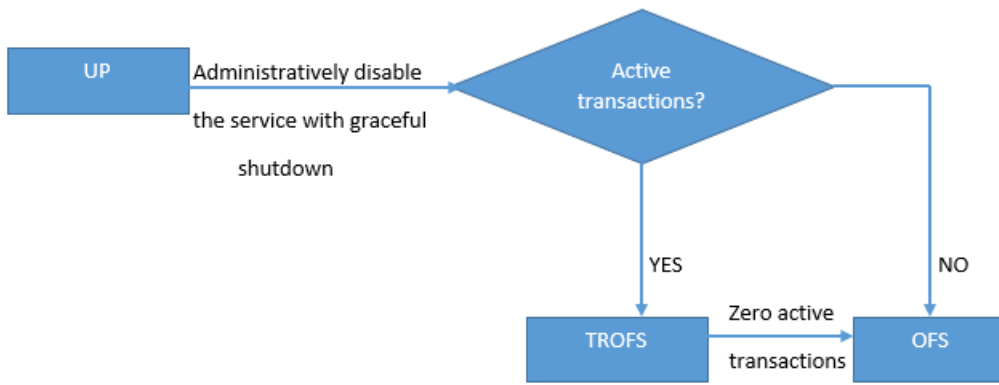 UP
Administratively disable
the service with graceful
shutdown
Active
transactions?
YES
NO
TROFS
Zero active
transactions
OFS